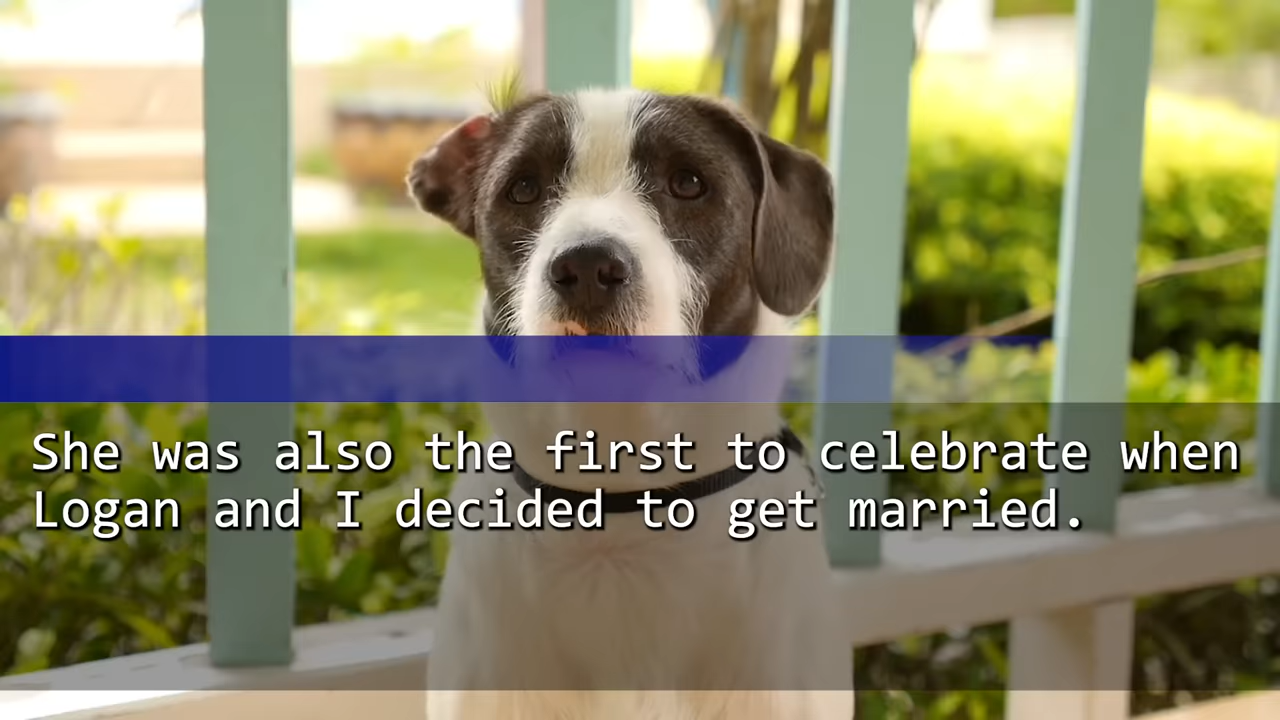 She was also the first to celebrate when
Logan and I decided to get married.